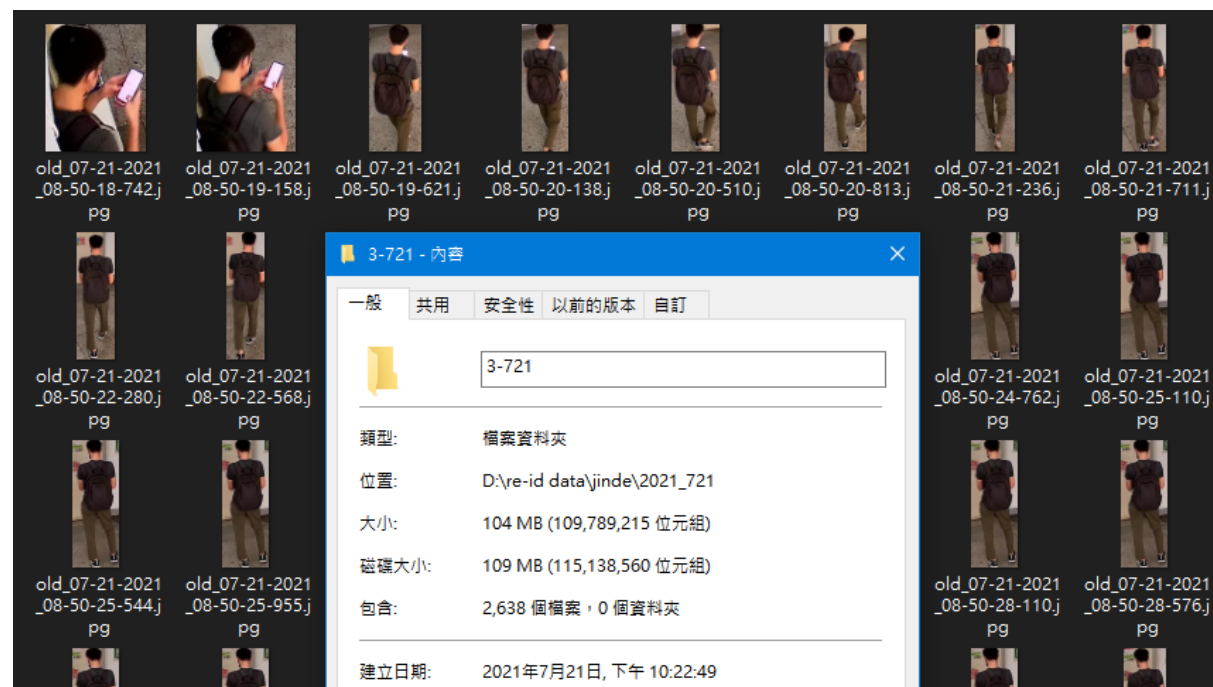 old_07-21-2021 old_07-21-2021 old_07-21-2021 old_07-21-2021 old_07-21-2021 old_07-21-2021 old_07-21-2021 old_07-21-2021
_08-50-18-742.j _08-50-19-158.j _08-50-19-621.j _08-50-20-138.j _08-50-20-510.j _08-50-20-813.j _08-50-21-236.j _08-50-21-711.j
pg pg pg pg pg pg pg pg
3-721 - 內容
一般 共用 安全性 以前的版本 自訂
3-721
old_07-21-2021 old_07-21-2021 old_07-21-2021 old_07-21-2021
_08-50-22-280.j _08-50-22-568.j _08-50-24-762.j _08-50-25-110.j
pg pg pg pg
類型: 檔案資料夾
位置: D:\re-id data\jinde\2021_721
大小: 104 MB (109,789,215 位元組)
磁碟大小: 109 MB (115,138,560 位元組)
old_07-21-2021 old_07-21-2021 old_07-21-2021 old_07-21-2021
_08-50-25-544.j _08-50-25-955.j _08-50-28-110.j _08-50-28-576.j
pg pg pg pg
包含: 2,638 個檔案，0 個資料夾
建立日期: 2021年7月21日, 下午 10:22:49